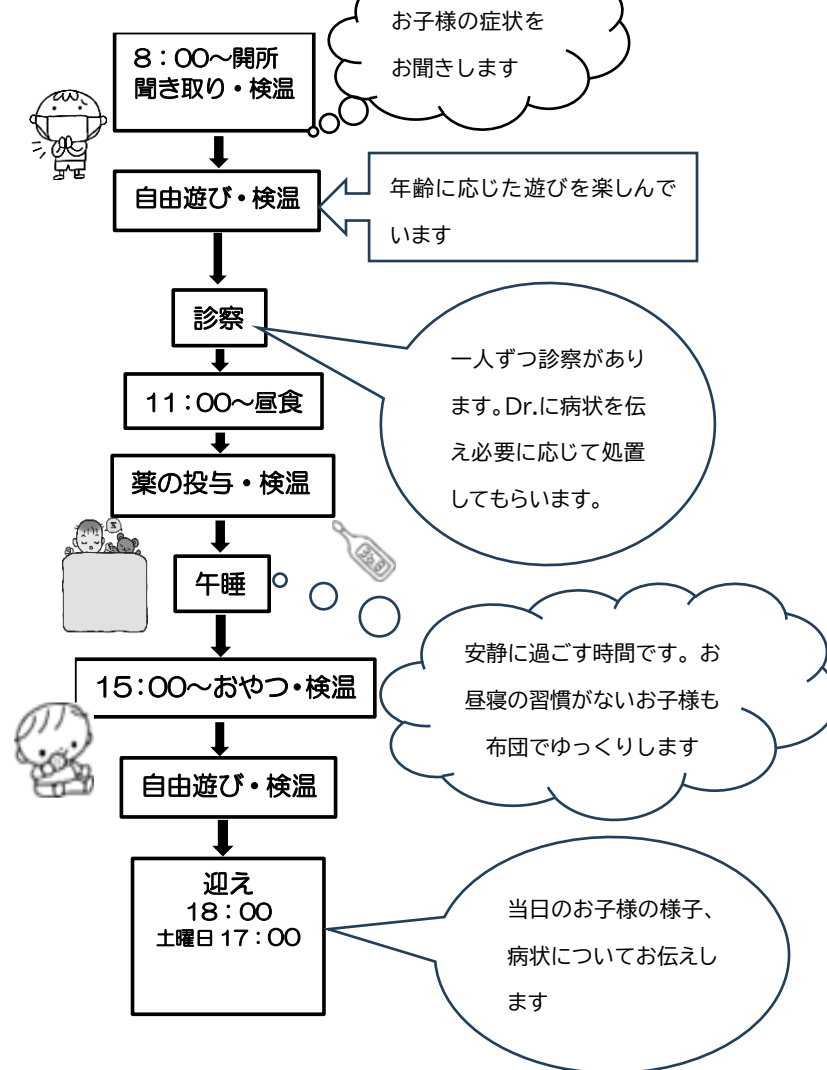 お子様の症状を
お聞きします
8：00～開所
聞き取り・検温
自由遊び・検温
年齢に応じた遊びを楽しんで
います
診察
一人ずつ診察があり
ます。Dr.に病状を伝
え必要に応じて処置
してもらいます。
11：00～昼食
薬の投与・検温
午睡
安静に過ごす時間です。お
昼寝の習慣がないお子様も
布団でゆっくりします
15：00～おやつ・検温
自由遊び・検温
迎え
18：00
土曜日 17：00
当日のお子様の様子、
病状についてお伝えし
ます